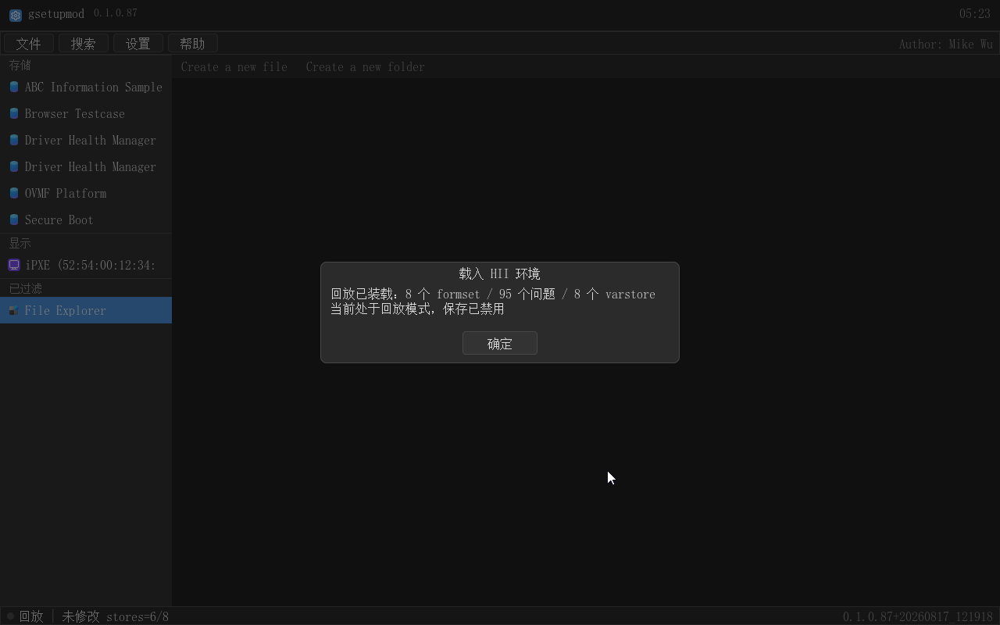 gsetupmod 0.1.0.87 05:23
文件 搜索 设置 帮助 Author: Mike Wu
存储
Create a new file Create a new folder
ABC Information Sample
Browser Testcase
Driver Health Manager
Driver Health Manager
OVMF Platform
Secure Boot
显示
iPXE (52:54:00:12:34:
已过滤
File Explorer
载入 HII 环境
回放已装载: 8 个 formset / 95 个问题 / 8 个 varstore
当前处于回放模式，保存已禁用
确定
回放 | 未修改 stores=6/8 0.1.0.87+20260817_121918